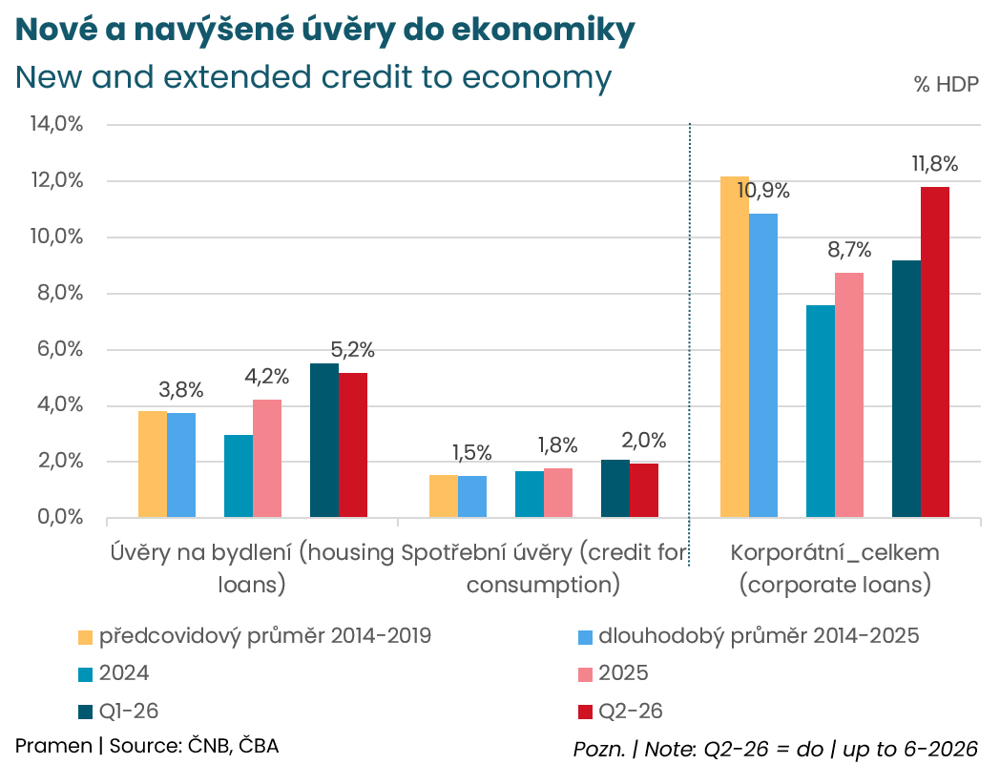 Nové a navýšené úvěry do ekonomiky
New and extended credit to economy
% HDP
14,0%
12,0%
10,0%
8,0%
6,0%
4,0%
2,0%
0,0%
3,8%
4,2%
5,2%
1,5%
1,8%
2,0%
10,9%
8,7%
11,8%
Úvěry na bydlení (housing
loans)
Spotřební úvěry (credit for
consumption)
Korporátní_celkem
(corporate loans)
předcovidový průměr 2014-2019
dlouhodobý průměr 2014-2025
2024
2025
Q1-26
Q2-26
Pramen | Source: ČNB, ČBA
Pozn. | Note: Q2-26 = do | up to 6-2026